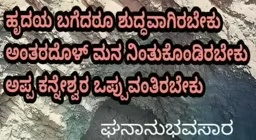 ಹೃದಯ ಬಗೆದರೂ ಶುದ್ಧವಾಗಿರಬೇಕು
ಅಂತರದೊಳ್ ಮನ ನಿಂತುಕೊಂಡಿರಬೇಕು
ಅಪ್ಪ ಕನ್ನೇಶ್ವರ ಒಪ್ಪುವಂತಿರಬೇಕು
ಘನಾನುಭವಸಾರ